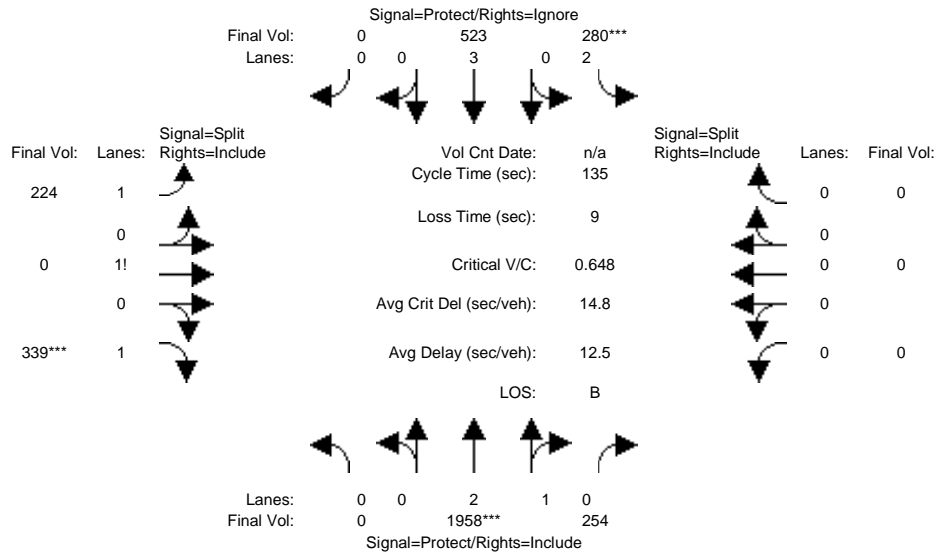 Signal=Protect/Rights=Ignore
Final Vol: 0 523 280***
Lanes: 0 0 3 0 2
Signal=Split
Rights=Include
Final Vol: Lanes:
Vol Cnt Date: n/a
Signal=Split
Rights=Include
Lanes: Final Vol:
Cycle Time (sec): 135
224 1
0 0
Loss Time (sec): 9
0
0
0 1!
Critical V/C: 0.648
0 0
0
Avg Crit Del (sec/veh): 14.8
0
339*** 1
Avg Delay (sec/veh): 12.5
0 0
LOS: B
Lanes: 0 0 2 1 0
Final Vol: 0 1958*** 254
Signal=Protect/Rights=Include